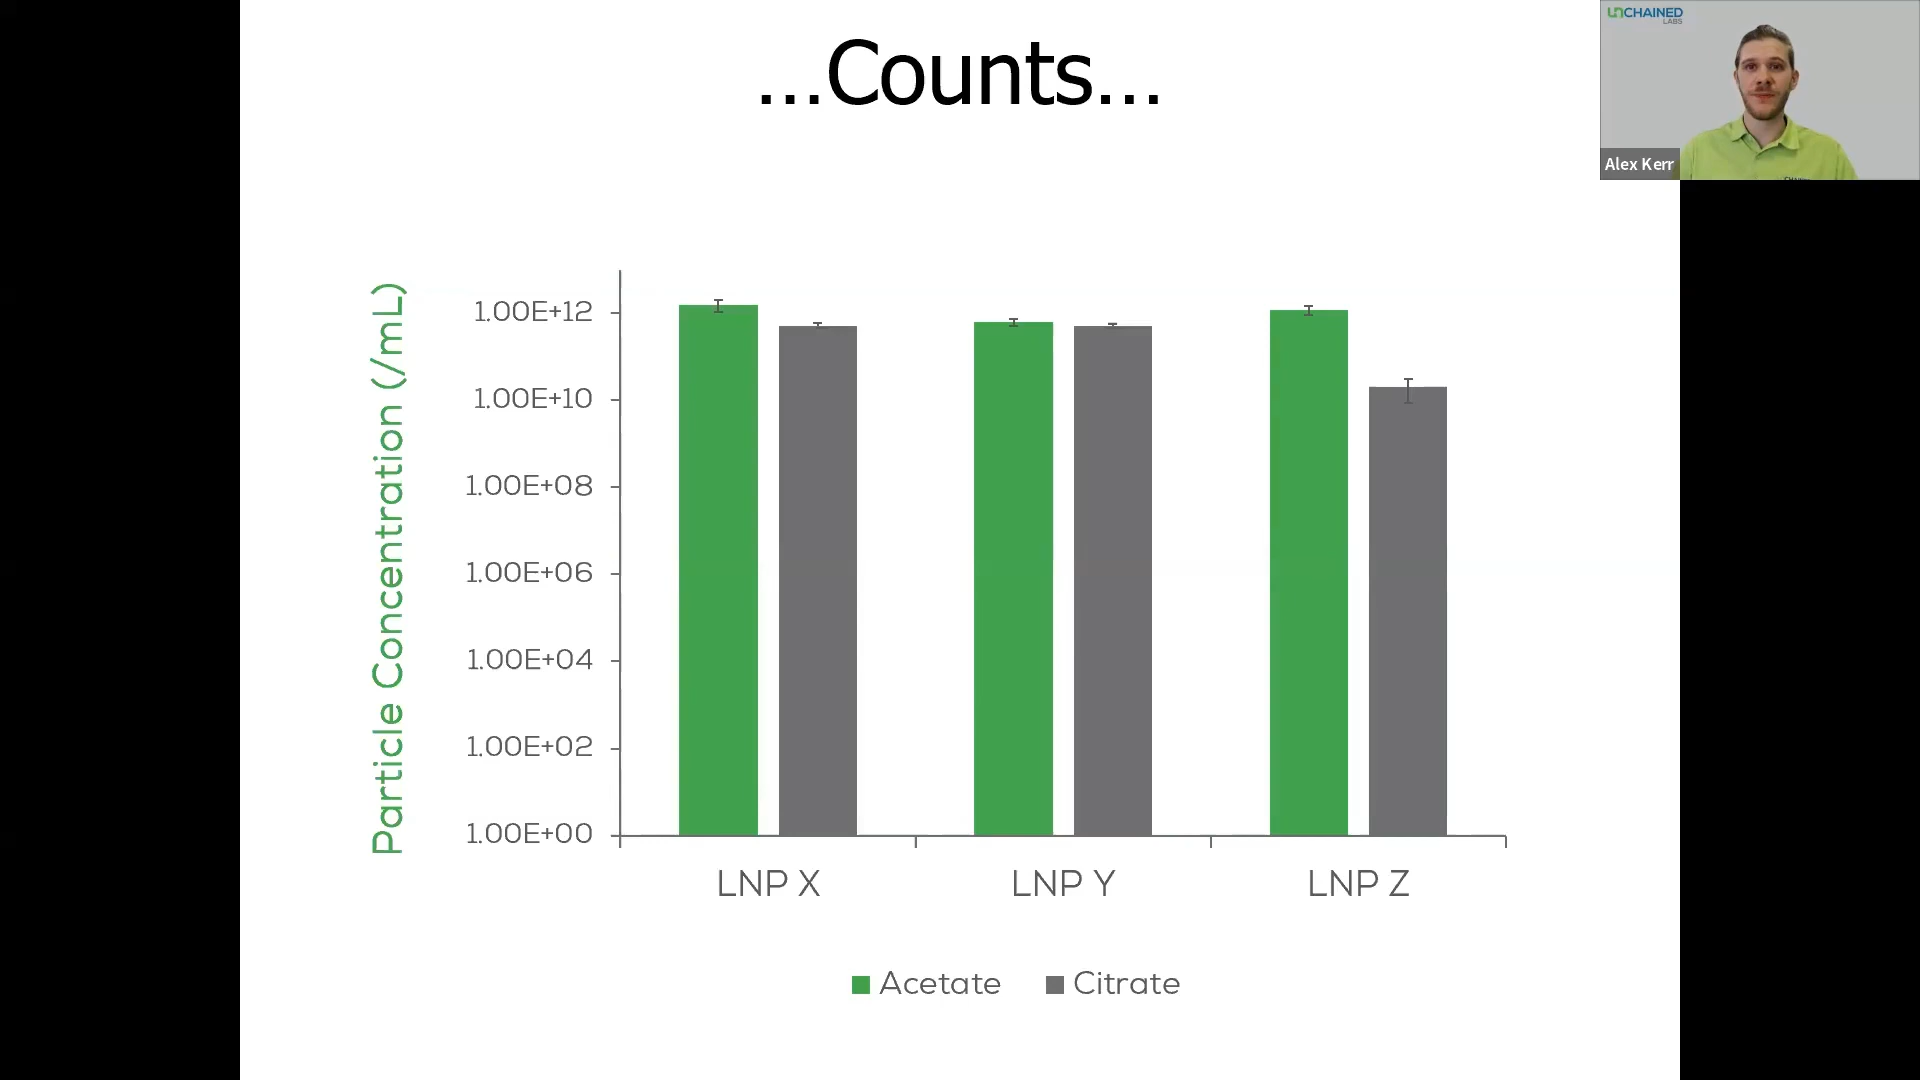 ...Counts...
UNCHAINED
LABS
Alex Kerr
Particle Concentration (/mL)
1.00E+12
1.00E+10
1.00E+08
1.00E+06
1.00E+04
1.00E+02
1.00E+00
LNP X
LNP Y
LNP Z
Acetate
Citrate